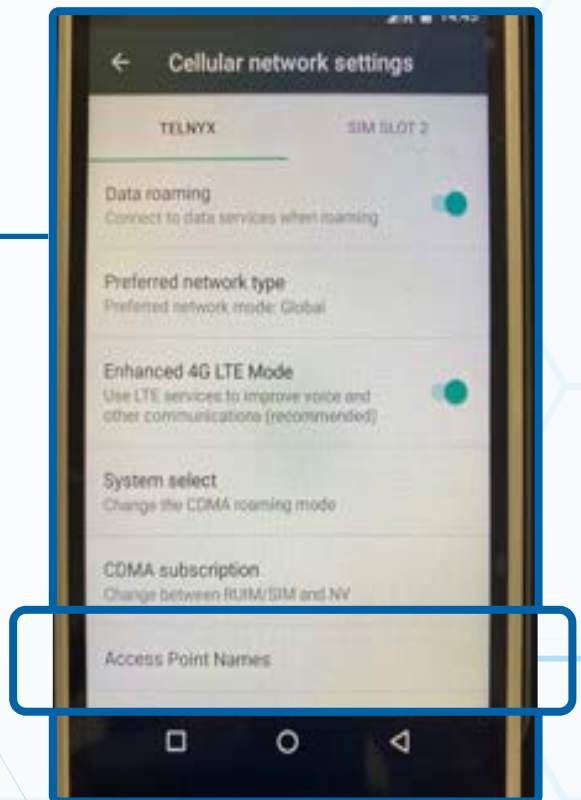 14:43
Cellular network settings
TELNYX SIM SLOT 2
Data roaming
Connect to data services when roaming
Preferred network type
Preferred network mode: Global
Enhanced 4G LTE Mode
Use LTE services to improve voice and
other communications (recommended)
System select
Change the CDMA roaming mode
CDMA subscription
Change between RUIM/SIM and NV
Access Point Names